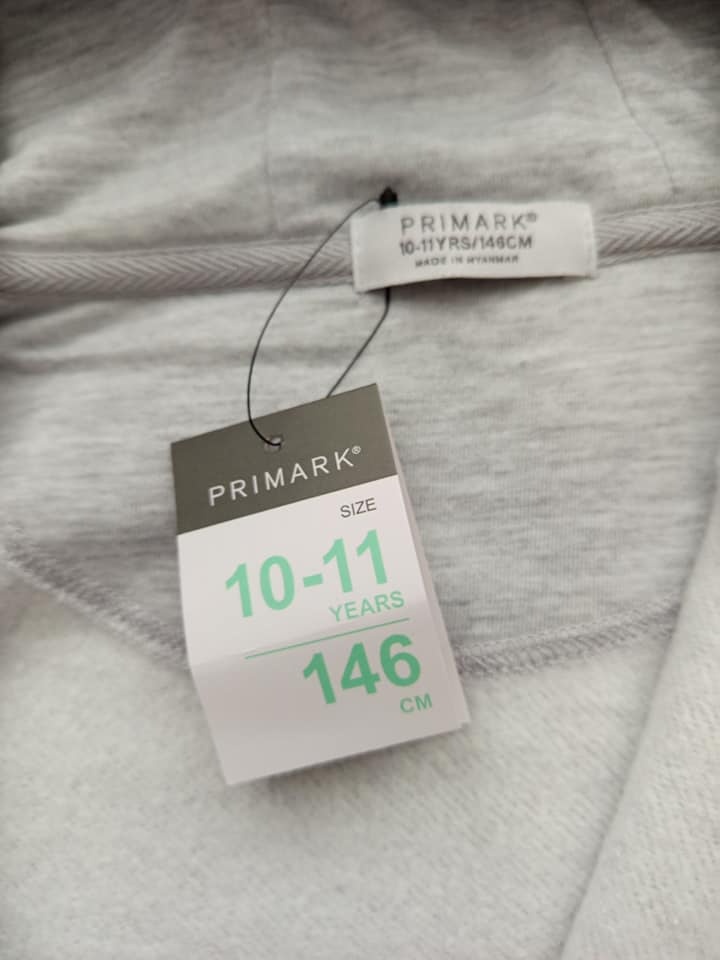 PRIMARK®
10-11YRS/146CM
MADE IN MYANMAR
PRIMARK®
SIZE
10-11
YEARS
146
CM